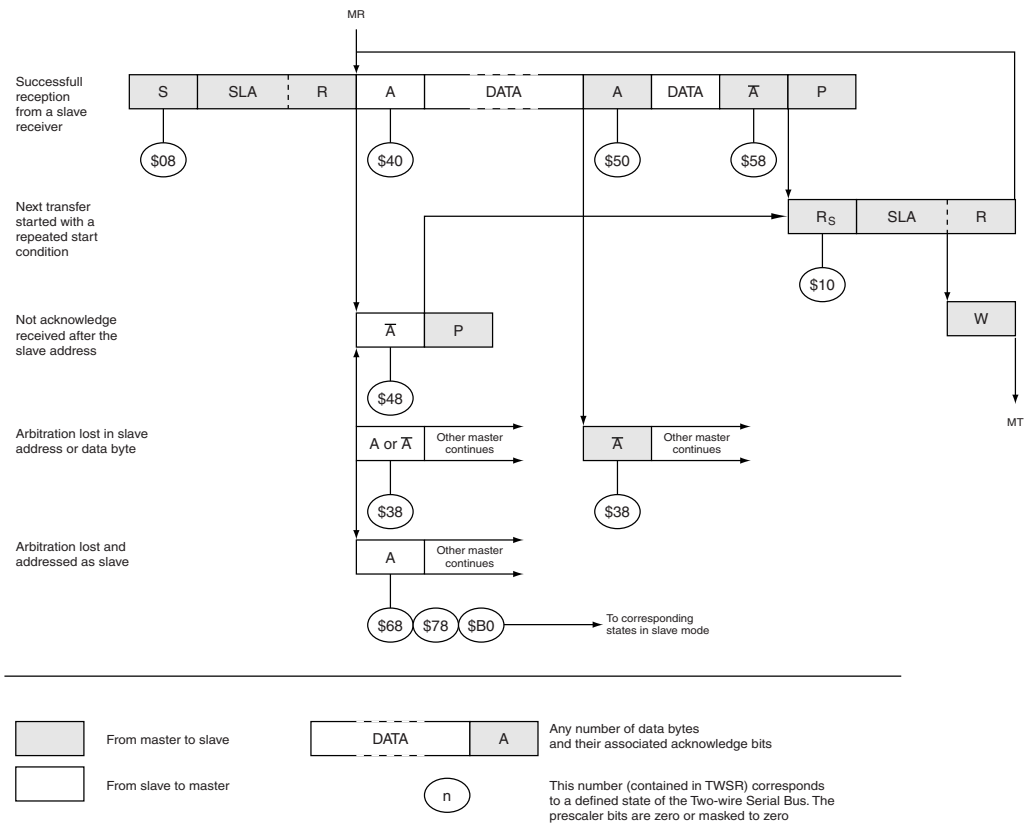 MR
Successfull
reception
from a slave
receiver
S SLA R A DATA A DATA A̅ P
$08 $40 $50 $58
Next transfer
started with a
repeated start
condition
RS SLA R
$10
Not acknowledge
received after the
slave address
A̅ P
W
$48
MT
Arbitration lost in slave
address or data byte
A or A̅
Other master
continues
A̅
Other master
continues
$38 $38
Arbitration lost and
addressed as slave
A
Other master
continues
$68 $78 $B0
To corresponding
states in slave mode
From master to slave
DATA A
Any number of data bytes
and their associated acknowledge bits
From slave to master
n
This number (contained in TWSR) corresponds
to a defined state of the Two-wire Serial Bus. The
prescaler bits are zero or masked to zero